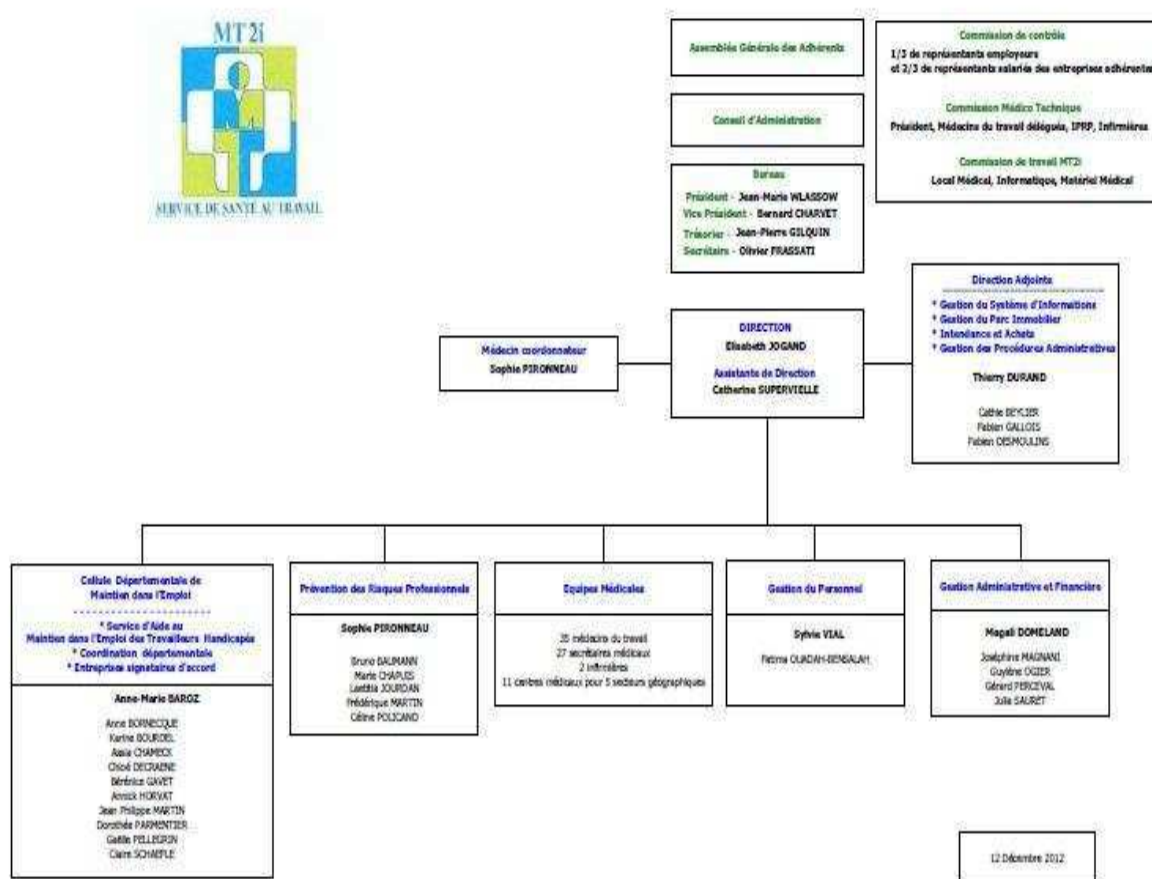 MT2i
SERVICE DE SANTÉ AU TRAVAIL
Assemblée Générale des Adhérents
Conseil d'Administration
Bureau
Président - Jean-Marie WLASSOW
Vice Président - Bernard CHARVET
Trésorier - Jean-Pierre GILQUIN
Secrétaire - Olivier FRASSATI
Commission de contrôle
1/3 de représentants employeurs
et 2/3 de représentants salariés des entreprises adhérentes
Commission Médico Technique
Président, Médecins du travail délégués, IPRP, Infirmières
Commission de travail MT2i
Local Médical, Informatique, Matériel Médical
Médecin coordonnateur
Sophie PIRONNEAU
DIRECTION
Elisabeth JOGAND
Assistante de Direction
Catherine SUPERVIELLE
Direction Adjointe
* Gestion du Système d'Informations
* Gestion du Parc Immobilier
* Intendance et Achats
* Gestion des Procédures Administratives
Thierry DURAND
Cathie BEYLIER
Fabien GALLOIS
Fabien DESMOULINS
Cellule Départementale de
Maintien dans l'Emploi
* Service d'Aide au
Maintien dans l'Emploi des Travailleurs Handicapés
* Coordination départementale
* Entreprises signataires d'accord
Anne-Marie BAROZ
Anne BORNECQUE
Karine BOURDEL
Assia CHAMECK
Chloé DECRAENE
Bérénice GAVET
Annick HORVAT
Jean Philippe MARTIN
Dorothée PARMENTIER
Gaëlle PELLEGRIN
Claire SCHAEFLE
Prévention des Risques Professionnels
Sophie PIRONNEAU
Bruno BAUMANN
Marie CHAPUIS
Laetitia JOURDAN
Frédérique MARTIN
Céline POLICAND
Equipes Médicales
35 médecins du travail
27 secrétaires médicaux
2 infirmières
11 centres médicaux pour 5 secteurs géographiques
Gestion du Personnel
Sylvie VIAL
Fatima OUADAH-BENSALAH
Gestion Administrative et Financière
Magali DOMELAND
Joséphine MAGNANI
Guylène OGIER
Gérard PERCEVAL
Julie SAURET
12 Décembre 2012